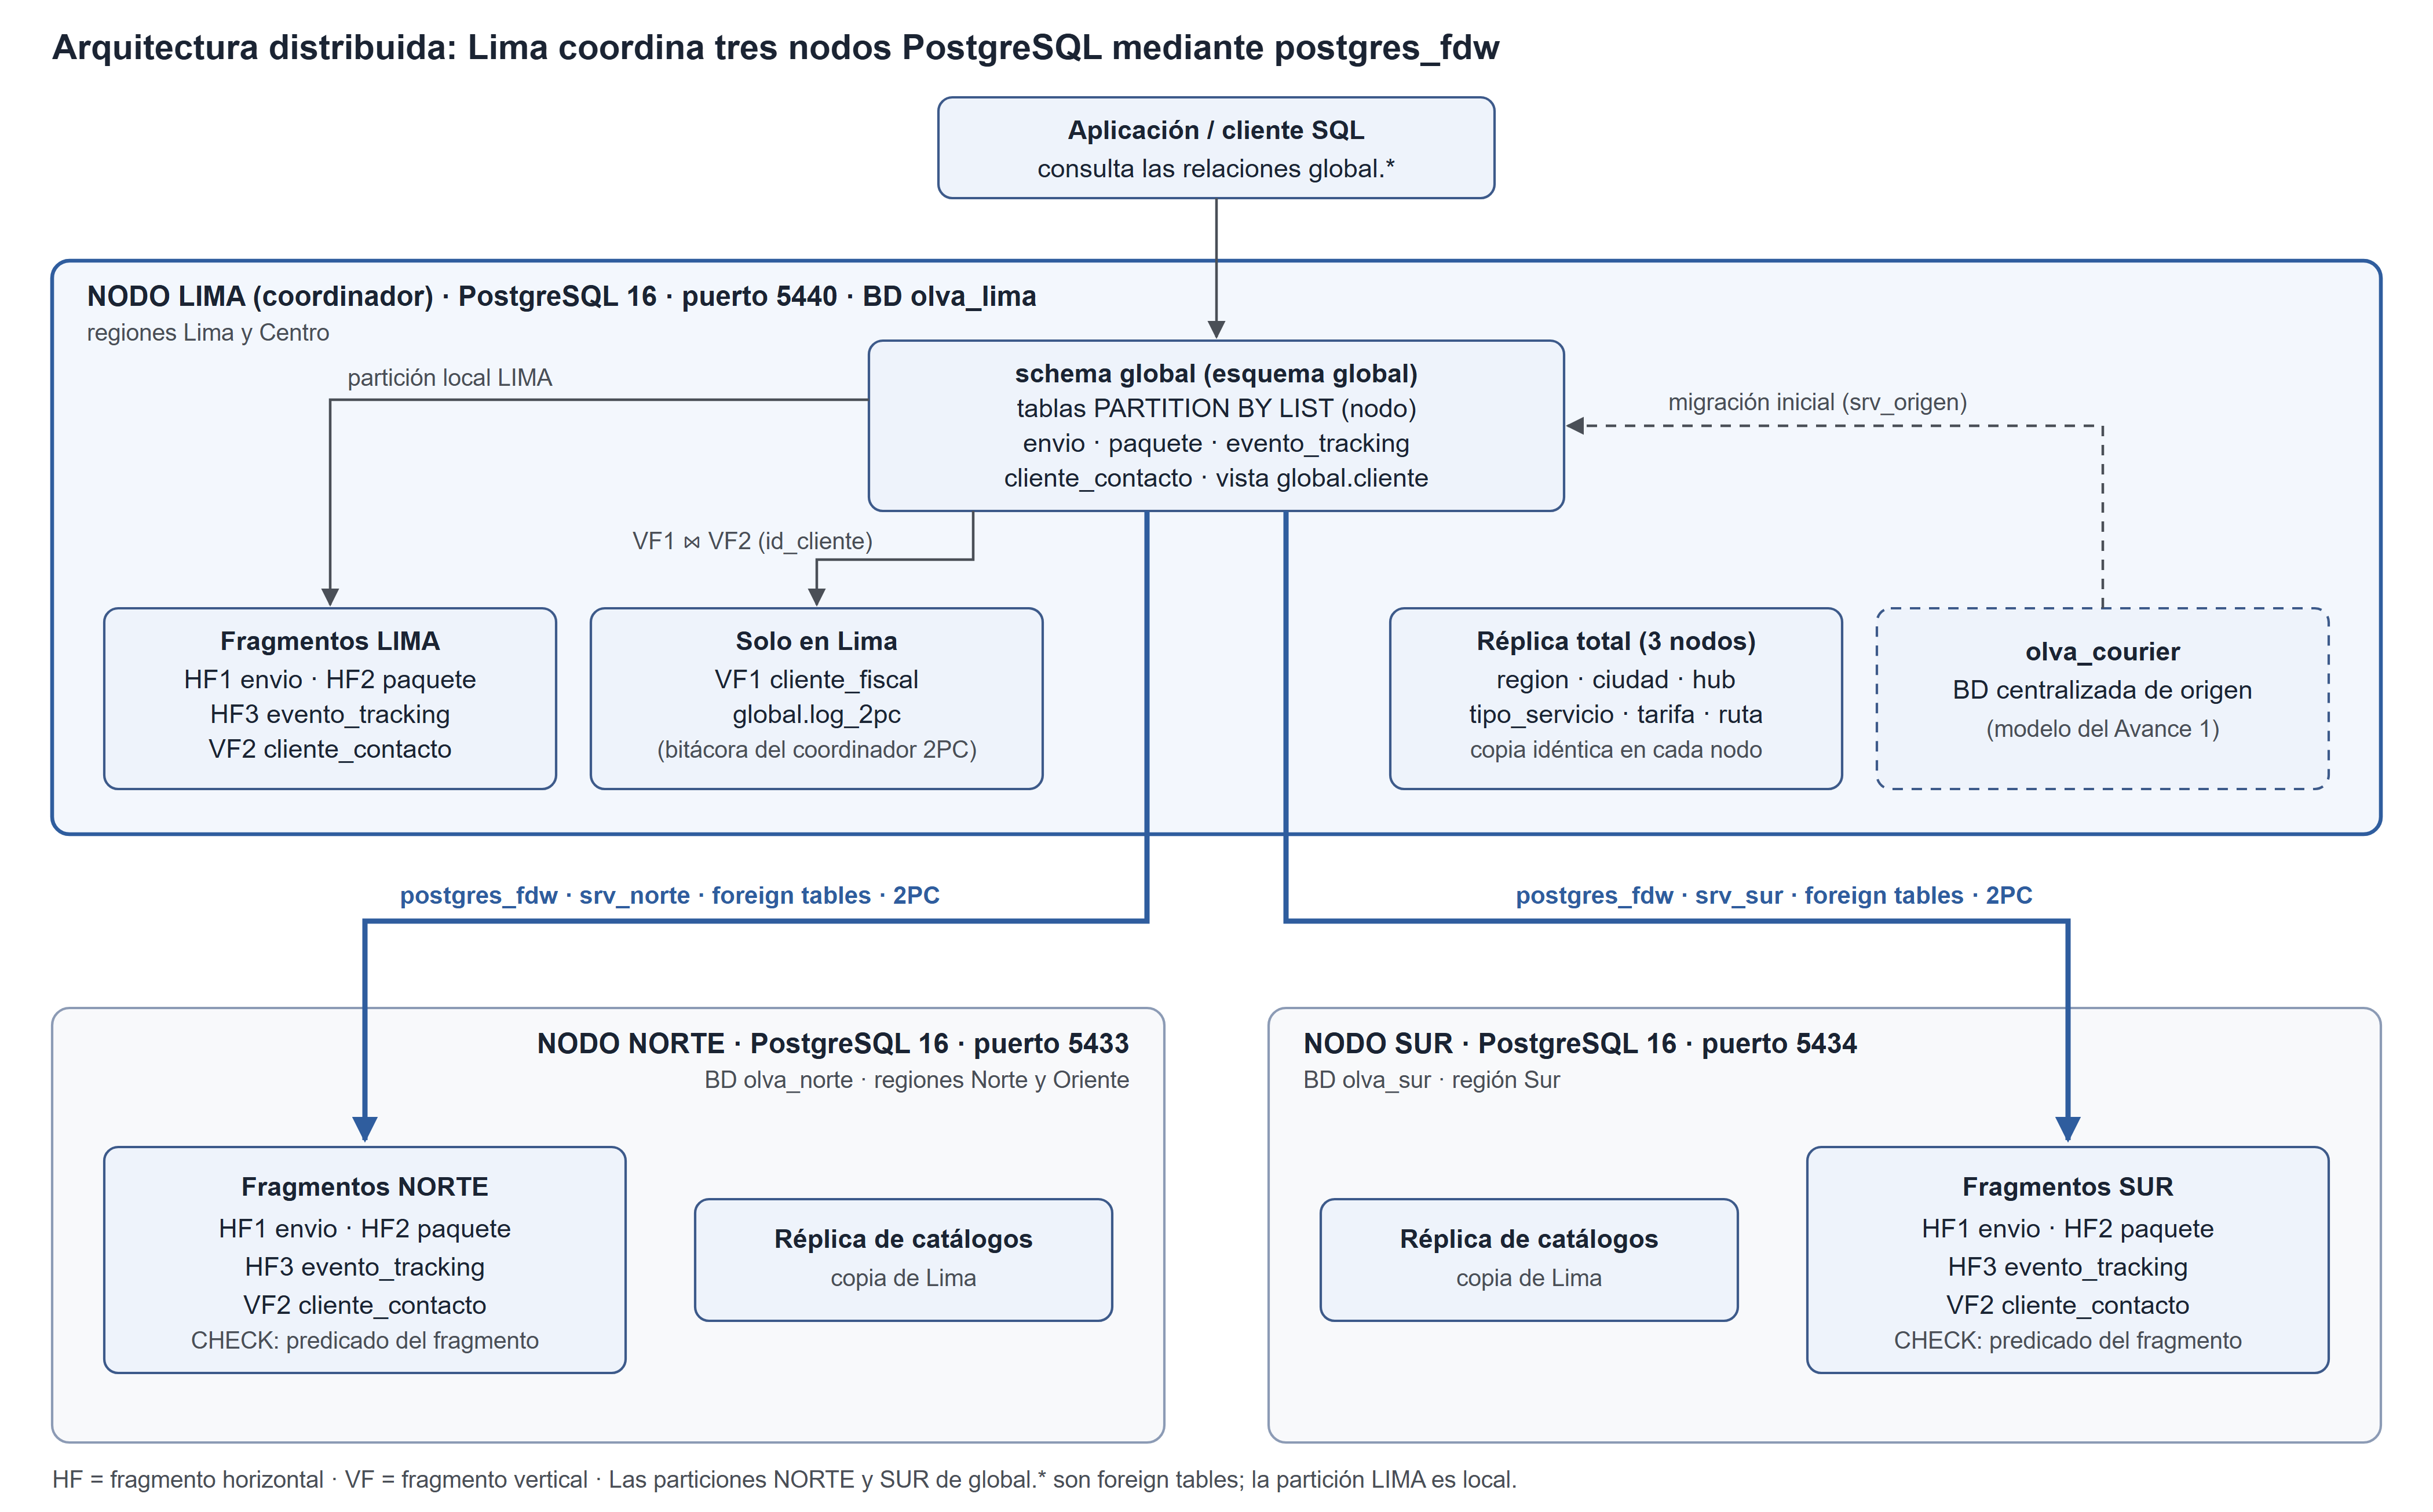 Arquitectura distribuida: Lima coordina tres nodos PostgreSQL mediante postgres_fdw
Aplicación / cliente SQL
consulta las relaciones global.*
NODO LIMA (coordinador) · PostgreSQL 16 · puerto 5440 · BD olva_lima
regiones Lima y Centro
partición local LIMA
schema global (esquema global)
tablas PARTITION BY LIST (nodo)
envio · paquete · evento_tracking
cliente_contacto · vista global.cliente
migración inicial (srv_origen)
VF1 ⋈ VF2 (id_cliente)
Fragmentos LIMA
HF1 envio · HF2 paquete
HF3 evento_tracking
VF2 cliente_contacto
Solo en Lima
VF1 cliente_fiscal
global.log_2pc
(bitácora del coordinador 2PC)
Réplica total (3 nodos)
region · ciudad · hub
tipo_servicio · tarifa · ruta
copia idéntica en cada nodo
olva_courier
BD centralizada de origen
(modelo del Avance 1)
postgres_fdw · srv_norte · foreign tables · 2PC
postgres_fdw · srv_sur · foreign tables · 2PC
NODO NORTE · PostgreSQL 16 · puerto 5433
BD olva_norte · regiones Norte y Oriente
Fragmentos NORTE
HF1 envio · HF2 paquete
HF3 evento_tracking
VF2 cliente_contacto
CHECK: predicado del fragmento
Réplica de catálogos
copia de Lima
NODO SUR · PostgreSQL 16 · puerto 5434
BD olva_sur · región Sur
Réplica de catálogos
copia de Lima
Fragmentos SUR
HF1 envio · HF2 paquete
HF3 evento_tracking
VF2 cliente_contacto
CHECK: predicado del fragmento
HF = fragmento horizontal · VF = fragmento vertical · Las particiones NORTE y SUR de global.* son foreign tables; la partición LIMA es local.